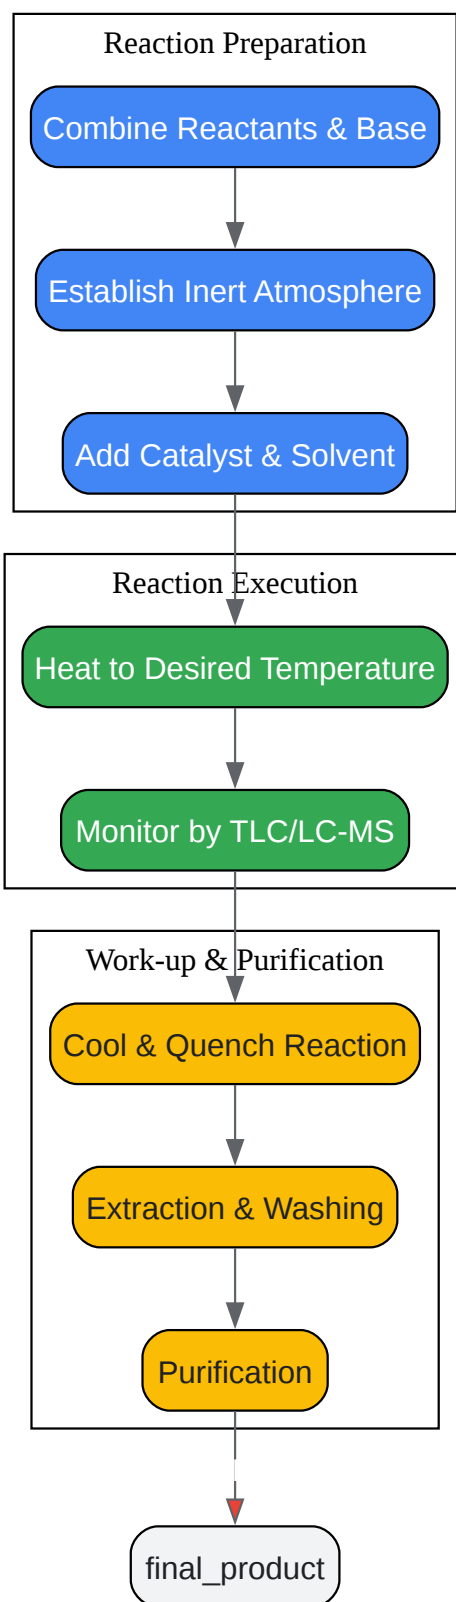 Reaction Preparation
Combine Reactants & Base
Establish Inert Atmosphere
Add Catalyst & Solvent
Reaction Execution
Heat to Desired Temperature
Monitor by TLC/LC-MS
Work-up & Purification
Cool & Quench Reaction
Extraction & Washing
Purification
final_product